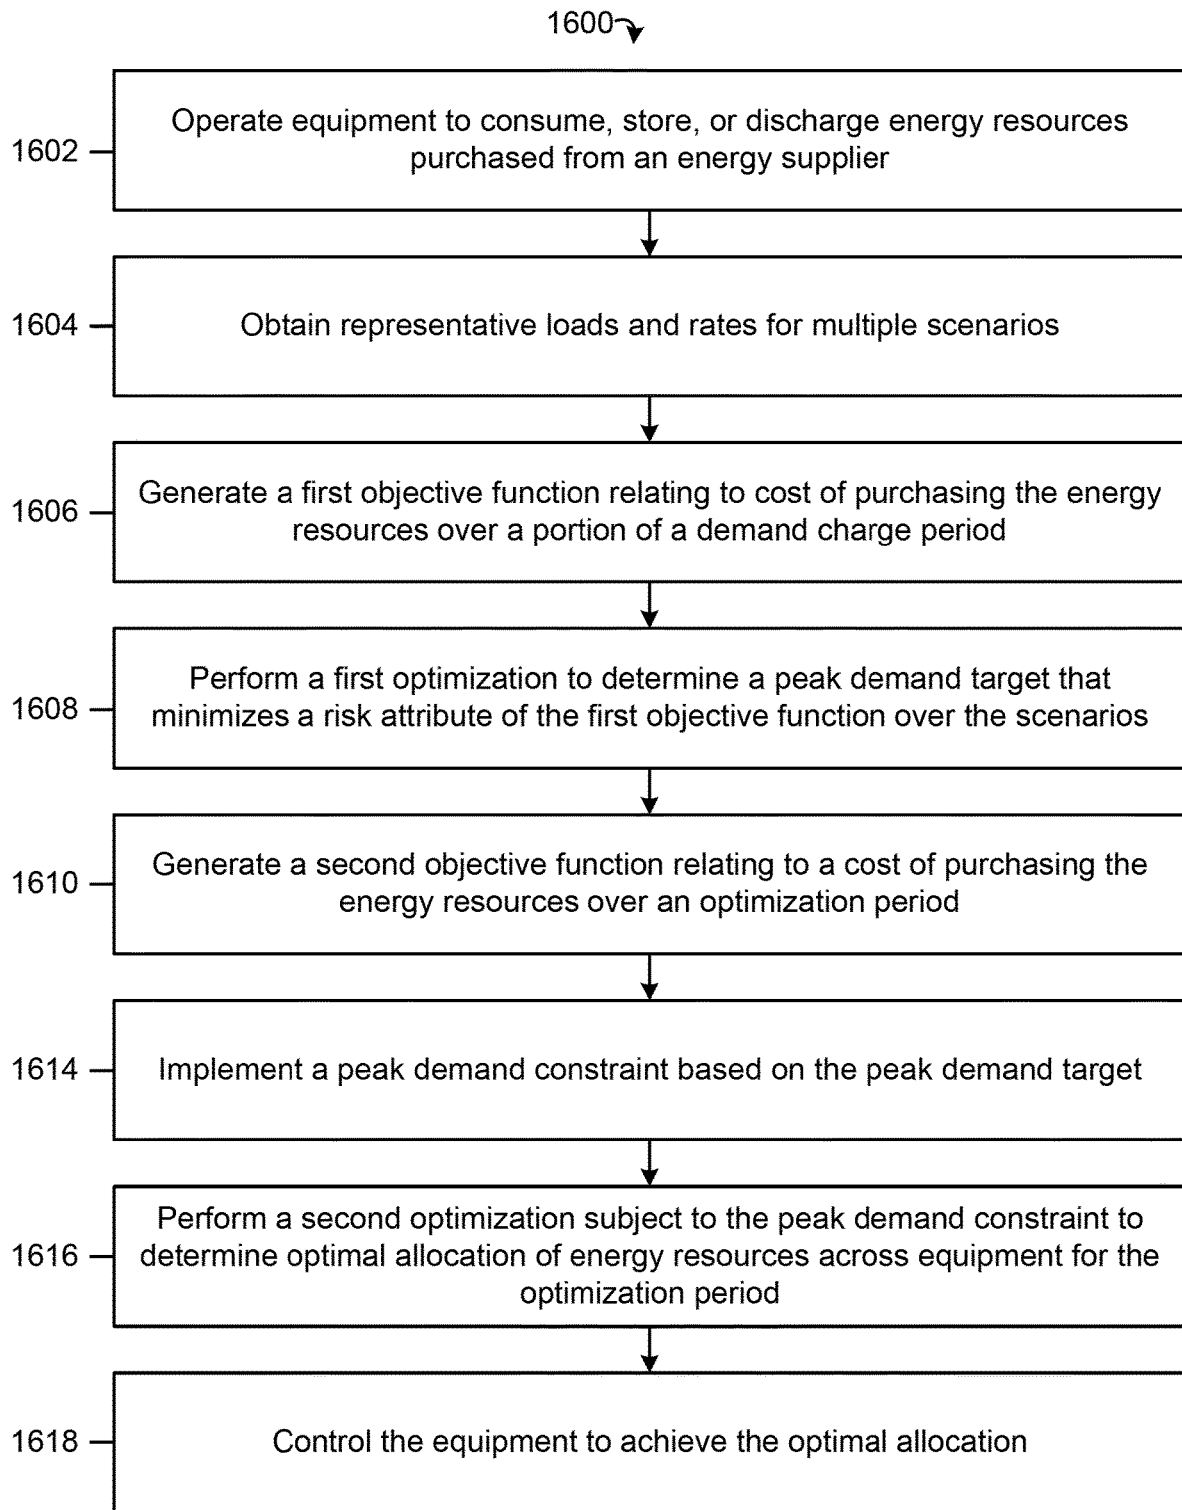 1600
1602
Operate equipment to consume, store, or discharge energy resources
purchased from an energy supplier
1604
Obtain representative loads and rates for multiple scenarios
1606
Generate a first objective function relating to cost of purchasing the energy
resources over a portion of a demand charge period
1608
Perform a first optimization to determine a peak demand target that
minimizes a risk attribute of the first objective function over the scenarios
1610
Generate a second objective function relating to a cost of purchasing the
energy resources over an optimization period
1614
Implement a peak demand constraint based on the peak demand target
1616
Perform a second optimization subject to the peak demand constraint to
determine optimal allocation of energy resources across equipment for the
optimization period
1618
Control the equipment to achieve the optimal allocation